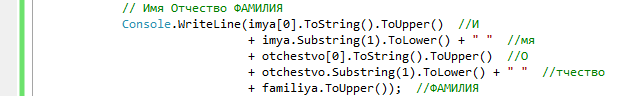 // Имя Отчество ФАМИЛИЯ
Console.WriteLine(imya[0].ToString().ToUpper()  //И
+ imya.Substring(1).ToLower() + " "  //мя
+ otchestvo[0].ToString().ToUpper()  //О
+ otchestvo.Substring(1).ToLower() + " "  //тчество
+ familiya.ToUpper());  //ФАМИЛИЯ